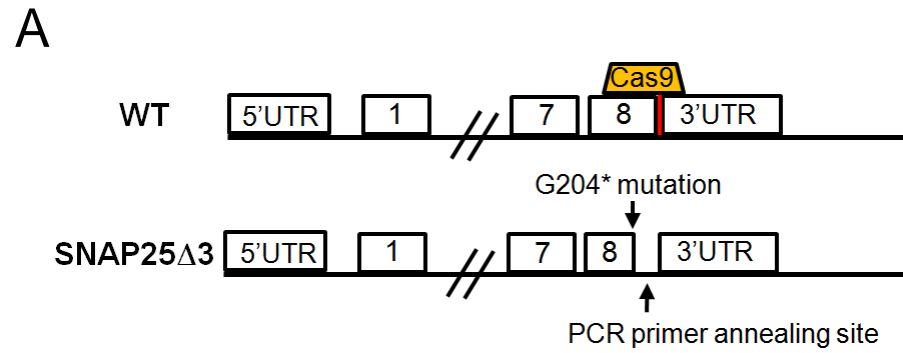 A
Cas9
WT 5'UTR 1 7 8 3'UTR
G204* mutation
SNAP25Δ3 5'UTR 1 7 8 3'UTR
PCR primer annealing site